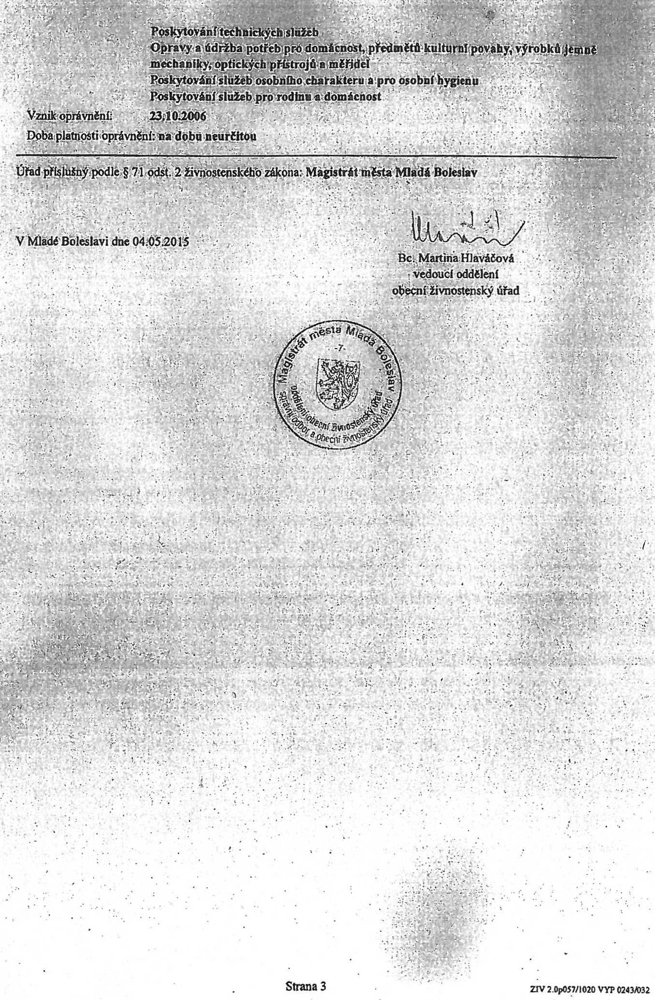 Poskytování technických služeb
Opravy a údržba potřeb pro domácnost, předmětů kulturní povahy, výrobků jemné
mechaniky, optických přístrojů a měřidel
Poskytování služeb osobního charakteru a pro osobní hygienu
Poskytování služeb pro rodinu a domácnost
Vznik oprávnění: 23.10.2006
Doba platnosti oprávnění: na dobu neurčitou
Úřad příslušný podle § 71 odst. 2 živnostenského zákona: Magistrát města Mladá Boleslav
V Mladé Boleslavi dne 04.05.2015
Bc. Martina Hlaváčová
vedoucí oddělení
obecní živnostenský úřad
Magistrát města Mladá Boleslav
-7-
oddělení obecní živnostenský úřad
správní odbor a obecní živnostenský úřad
Strana 3
ZIV 2.0p057/1020 VYP 0243/032